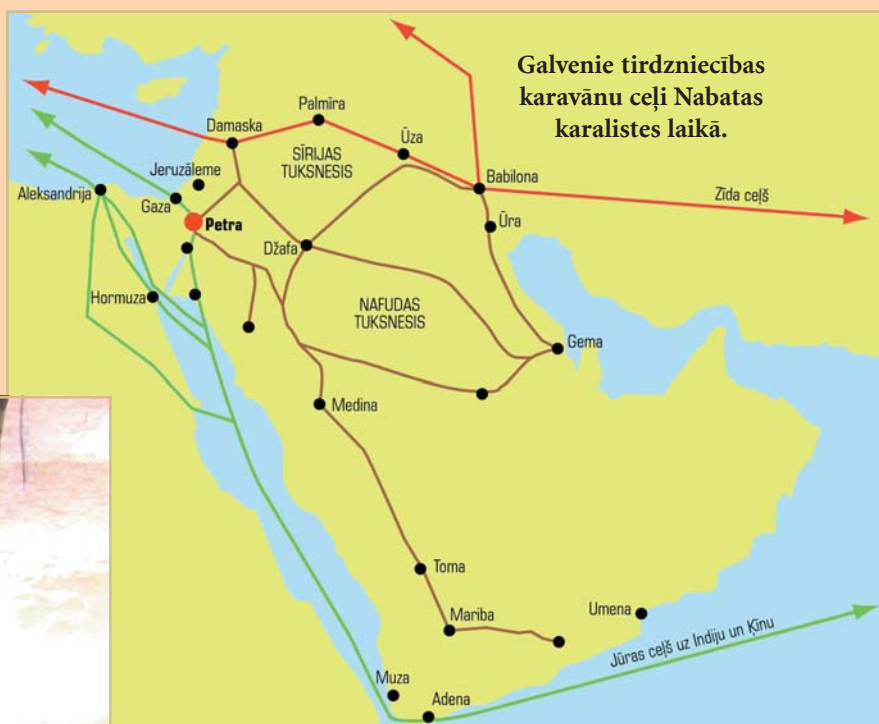 Galvenie tirdzniecības
karavānu ceļi Nabatas
karalistes laikā.
Palmīra
Damaska
Ūza
SĪRIJAS
TUKSNESIS
Jeruzāleme
Babilona
Aleksandrija
Zīda ceļš
Gaza
Petra
Ūra
Džafa
Hormuza
NAFUDAS
TUKSNESIS
Gema
Medina
Toma
Mariba
Umena
Jūras ceļš uz Indiju un Ķīnu
Muza
Adena